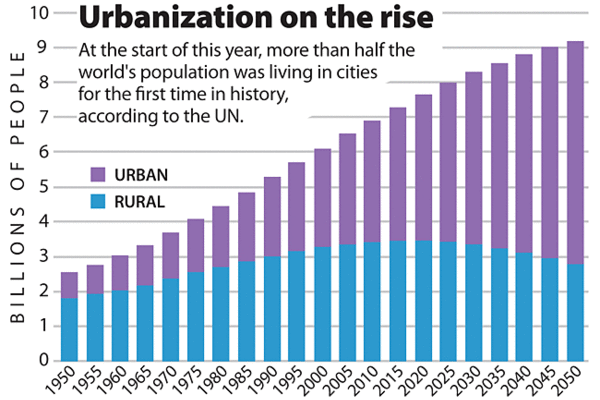 Urbanization on the rise
At the start of this year, more than half the
world's population was living in cities
for the first time in history,
according to the UN.
URBAN
RURAL
BILLIONS OF PEOPLE
10
9
8
7
6
5
4
3
2
1
0
1950 1955 1960 1965 1970 1975 1980 1985 1990 1995 2000 2005 2010 2015 2020 2025 2030 2035 2040 2045 2050